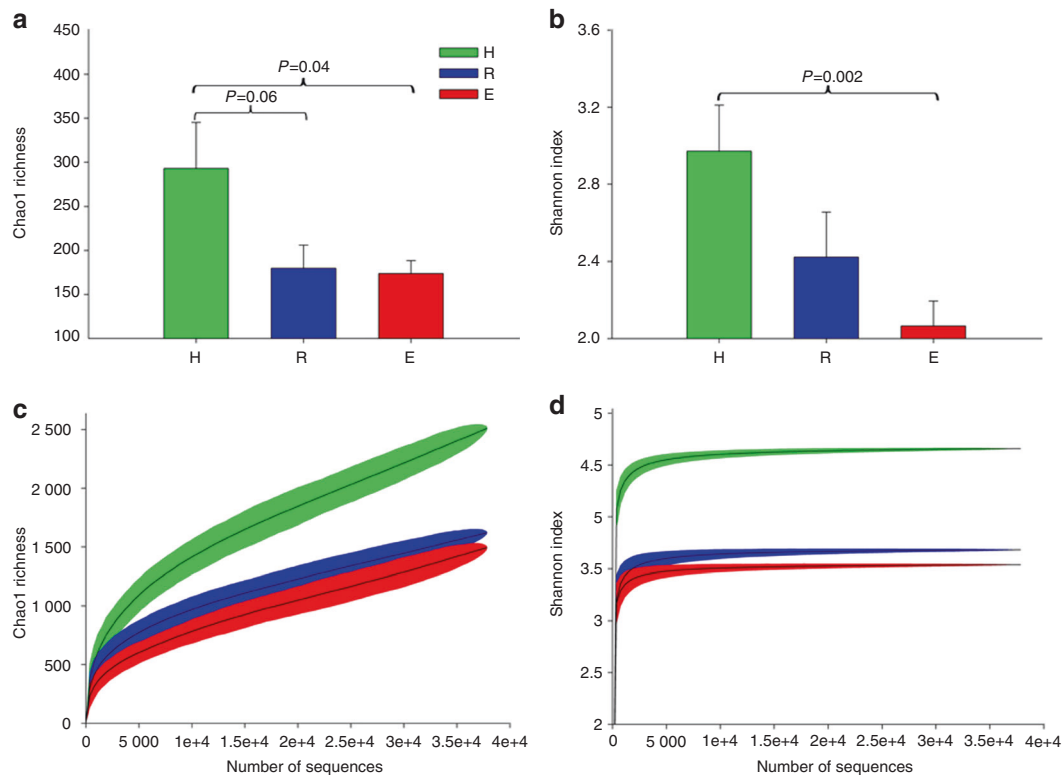 a
450
400
350
300
250
200
150
100
Chao1 richness
P=0.04
P=0.06
H
R
E
H
R
E
b
3.6
3.2
2.8
2.4
2.0
Shannon index
P=0.002
H
R
E
c
2 500
2 000
1 500
1 000
500
0
Chao1 richness
0
5 000
1e+4
1.5e+4
2e+4
2.5e+4
3e+4
3.5e+4
4e+4
Number of sequences
d
5
4.5
5
3.5
3
2
2
Shannon index
0
5 000
1e+4
1.5e+4
2e+4
2.5e+4
3e+4
3.5e+4
4e+4
Number of sequences